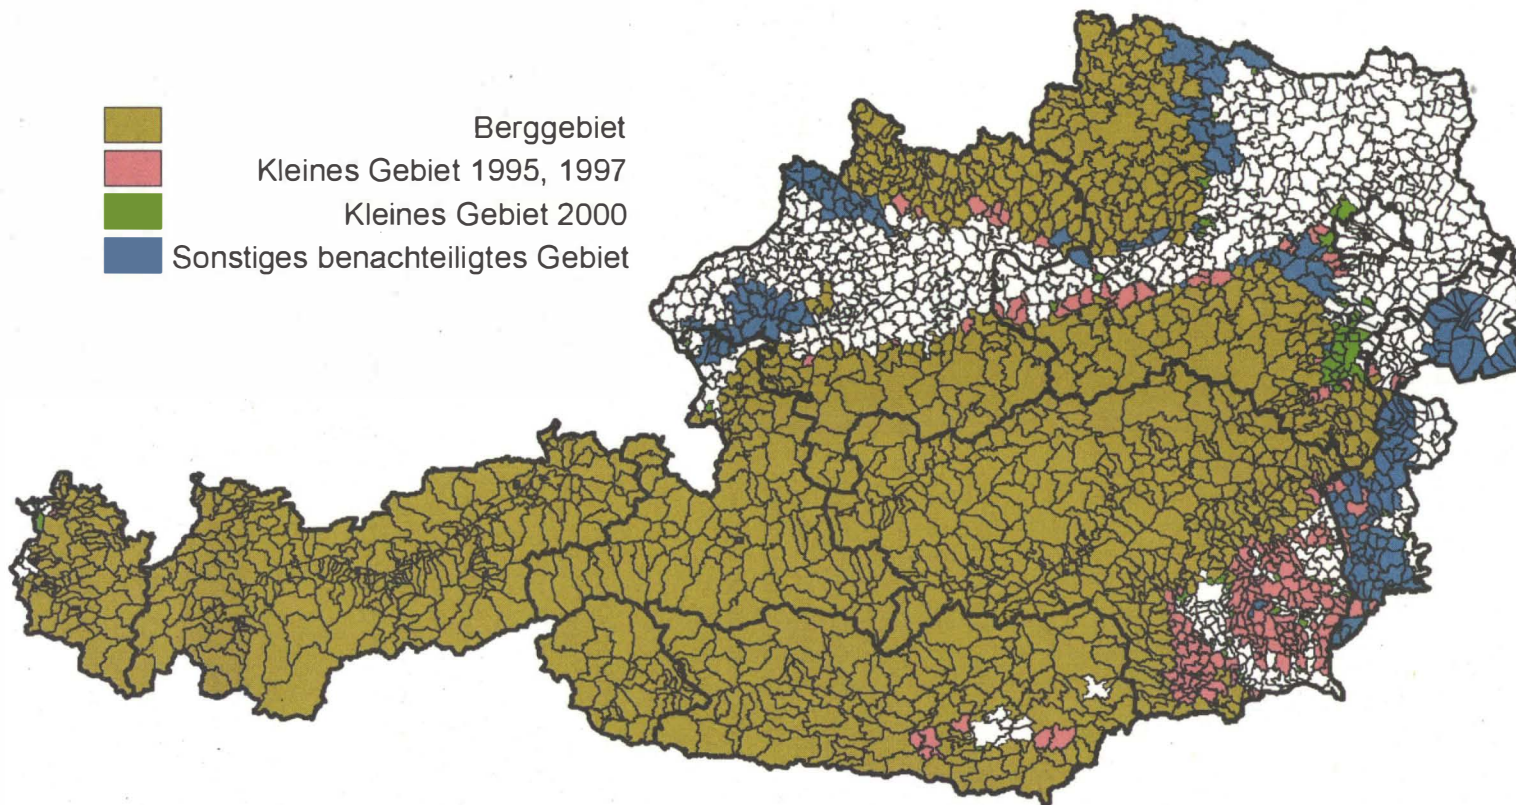 Berggebiet
Kleines Gebiet 1995, 1997
Kleines Gebiet 2000
Sonstiges benachteiligtes Gebiet